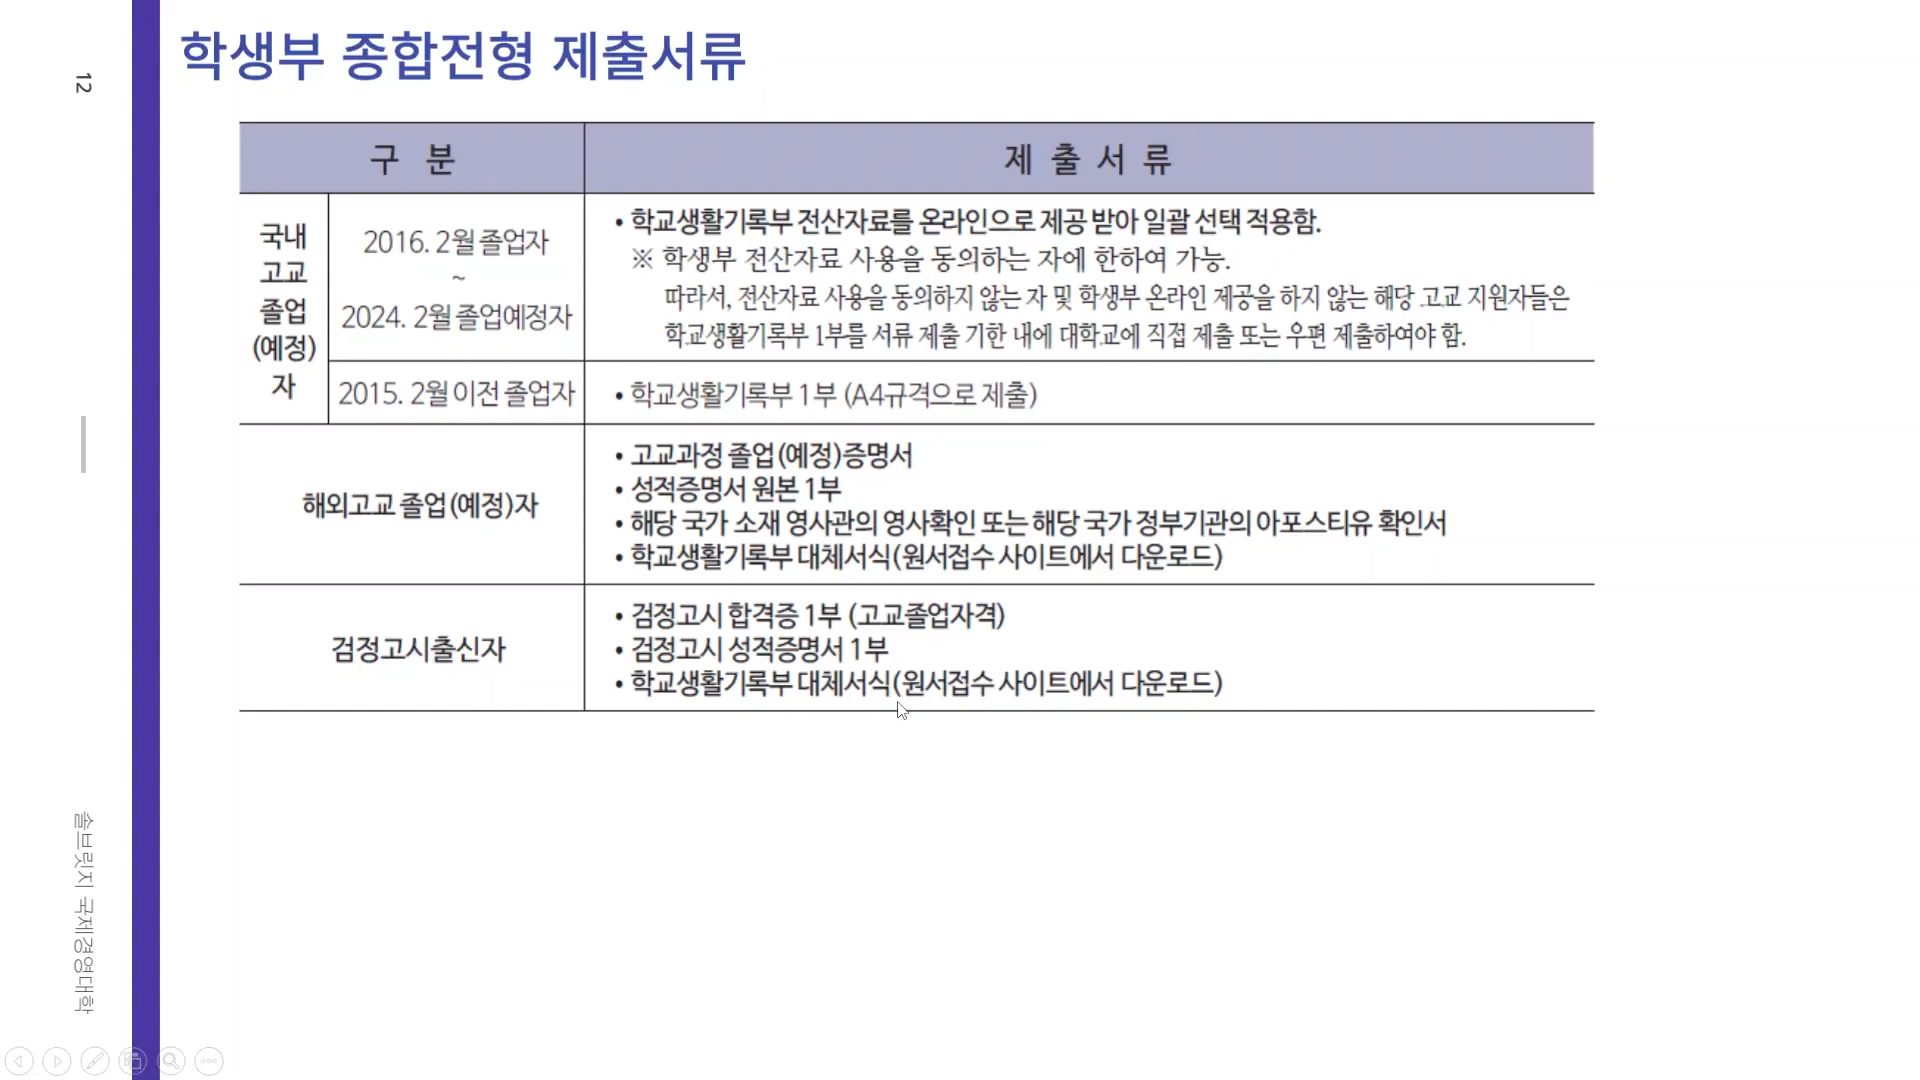 12
학생부 종합전형 제출서류
구 분
제 출 서 류
국내
고교
졸업
(예정)
자
2016. 2월 졸업자
~
2024. 2월 졸업예정자
• 학교생활기록부 전산자료를 온라인으로 제공 받아 일괄 선택 적용함.
※ 학생부 전산자료 사용을 동의하는 자에 한하여 가능.
따라서, 전산자료 사용을 동의하지 않는 자 및 학생부 온라인 제공을 하지 않는 해당 고교 지원자들은
학교생활기록부 1부를 서류 제출 기한 내에 대학교에 직접 제출 또는 우편 제출하여야 함.
2015. 2월 이전 졸업자
• 학교생활기록부 1부 (A4규격으로 제출)
해외고교 졸업(예정)자
• 고교과정 졸업(예정)증명서
• 성적증명서 원본 1부
• 해당 국가 소재 영사관의 영사확인 또는 해당 국가 정부기관의 아포스티유 확인서
• 학교생활기록부 대체서식(원서접수 사이트에서 다운로드)
검정고시출신자
• 검정고시 합격증 1부 (고교졸업자격)
• 검정고시 성적증명서 1부
• 학교생활기록부 대체서식(원서접수 사이트에서 다운로드)
솔브릿지 국제경영대학